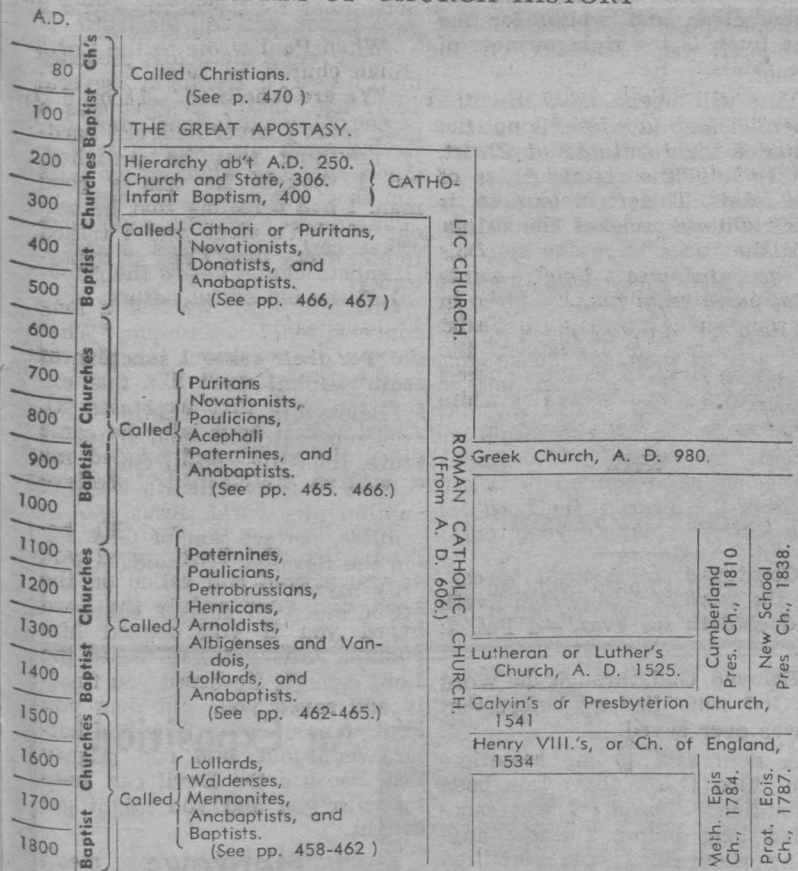 OF CHURCH HISTORY
A.D.
80
100
200
300
400
500
600
700
800
900
1000
1100
1200
1300
1400
1500
1600
1700
1800
Baptist Ch's
Baptist Churches
Baptist Churches
Baptist Churches
Baptist Churches
Called Christians.
(See p. 470)
THE GREAT APOSTASY.
Hierarchy ab't A.D. 250.
Church and State, 306.
Infant Baptism, 400
CATHO-
LIC CHURCH.
Called
Cathari or Puritans,
Novationists,
Donatists, and
Anabaptists.
(See pp. 466, 467)
Called
Puritans
Novationists,
Paulicians,
Acephali
Paternines, and
Anabaptists.
(See pp. 465. 466.)
Called
Paternines,
Paulicians,
Petrobrussians,
Henricans,
Arnoldists,
Albigenses and Van-
dois,
Lollards, and
Anabaptists.
(See pp. 462-465.)
Called
Lollards,
Waldenses,
Mennonites,
Anabaptists, and
Baptists.
(See pp. 458-462)
ROMAN CATHOLIC CHURCH.
(From A. D. 606.)
Greek Church, A. D. 980.
Lutheran or Luther's
Church, A. D. 1525.
Cumberland
Pres. Ch., 1810
New School
Pres Ch., 1838.
Calvin's or Presbyterion Church,
1541
Henry VIII.'s, or Ch. of England,
1534
Meth. Epis
Ch., 1784.
Prot. Epis.
Ch., 1787.